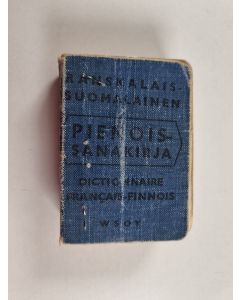 RANSKALAIS-
SUOMALAINEN
PIENOIS-
SANAKIRJA
DICTIONNAIRE
FRANÇAIS-FINNOIS
WSOY